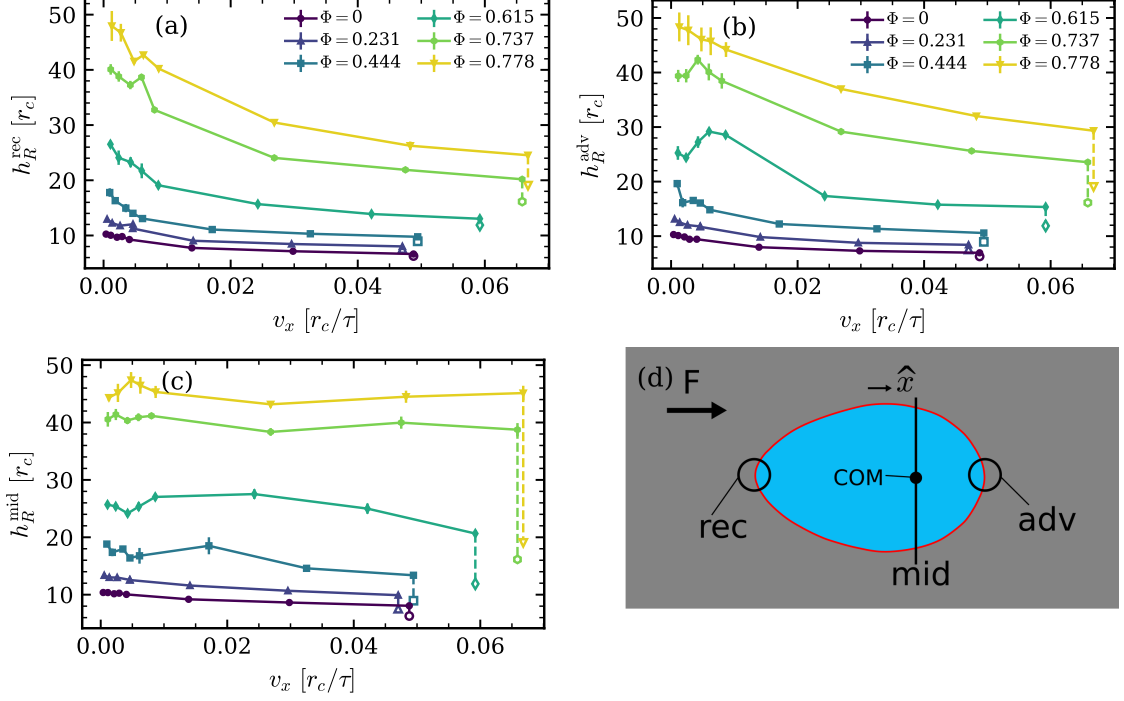 (a)
Φ = 0
Φ = 0.231
Φ = 0.444
Φ = 0.615
Φ = 0.737
Φ = 0.778
50
40
30
20
10
h_R^rec [r_c]
0.00 0.02 0.04 0.06
v_x [r_c/τ]
(b)
Φ = 0
Φ = 0.231
Φ = 0.444
Φ = 0.615
Φ = 0.737
Φ = 0.778
50
40
30
20
10
h_R^adv [r_c]
0.00 0.02 0.04 0.06
v_x [r_c/τ]
(c)
50
40
30
20
10
h_R^mid [r_c]
0.00 0.02 0.04 0.06
v_x [r_c/τ]
(d)
F
x̂
COM
rec
adv
mid